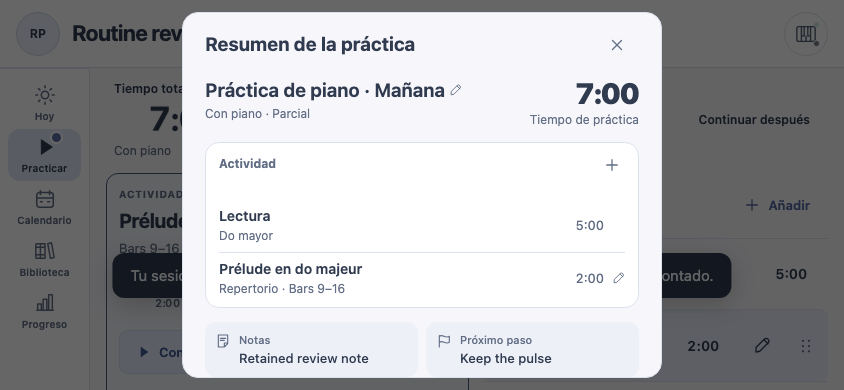 RP
Routine rev
Hoy
Practicar
Calendario
Biblioteca
Progreso
Tiempo tota
7:
Con piano
Continuar después
ACTIVIDAD
Prélude
Bars 9–16
Añadir
Tu sesi
ontado.
5:00
2:00
Con
2:00
Resumen de la práctica
Práctica de piano · Mañana
Con piano · Parcial
7:00
Tiempo de práctica
Actividad
Lectura
Do mayor
5:00
Prélude en do majeur
Repertorio · Bars 9–16
2:00
Notas
Retained review note
Próximo paso
Keep the pulse